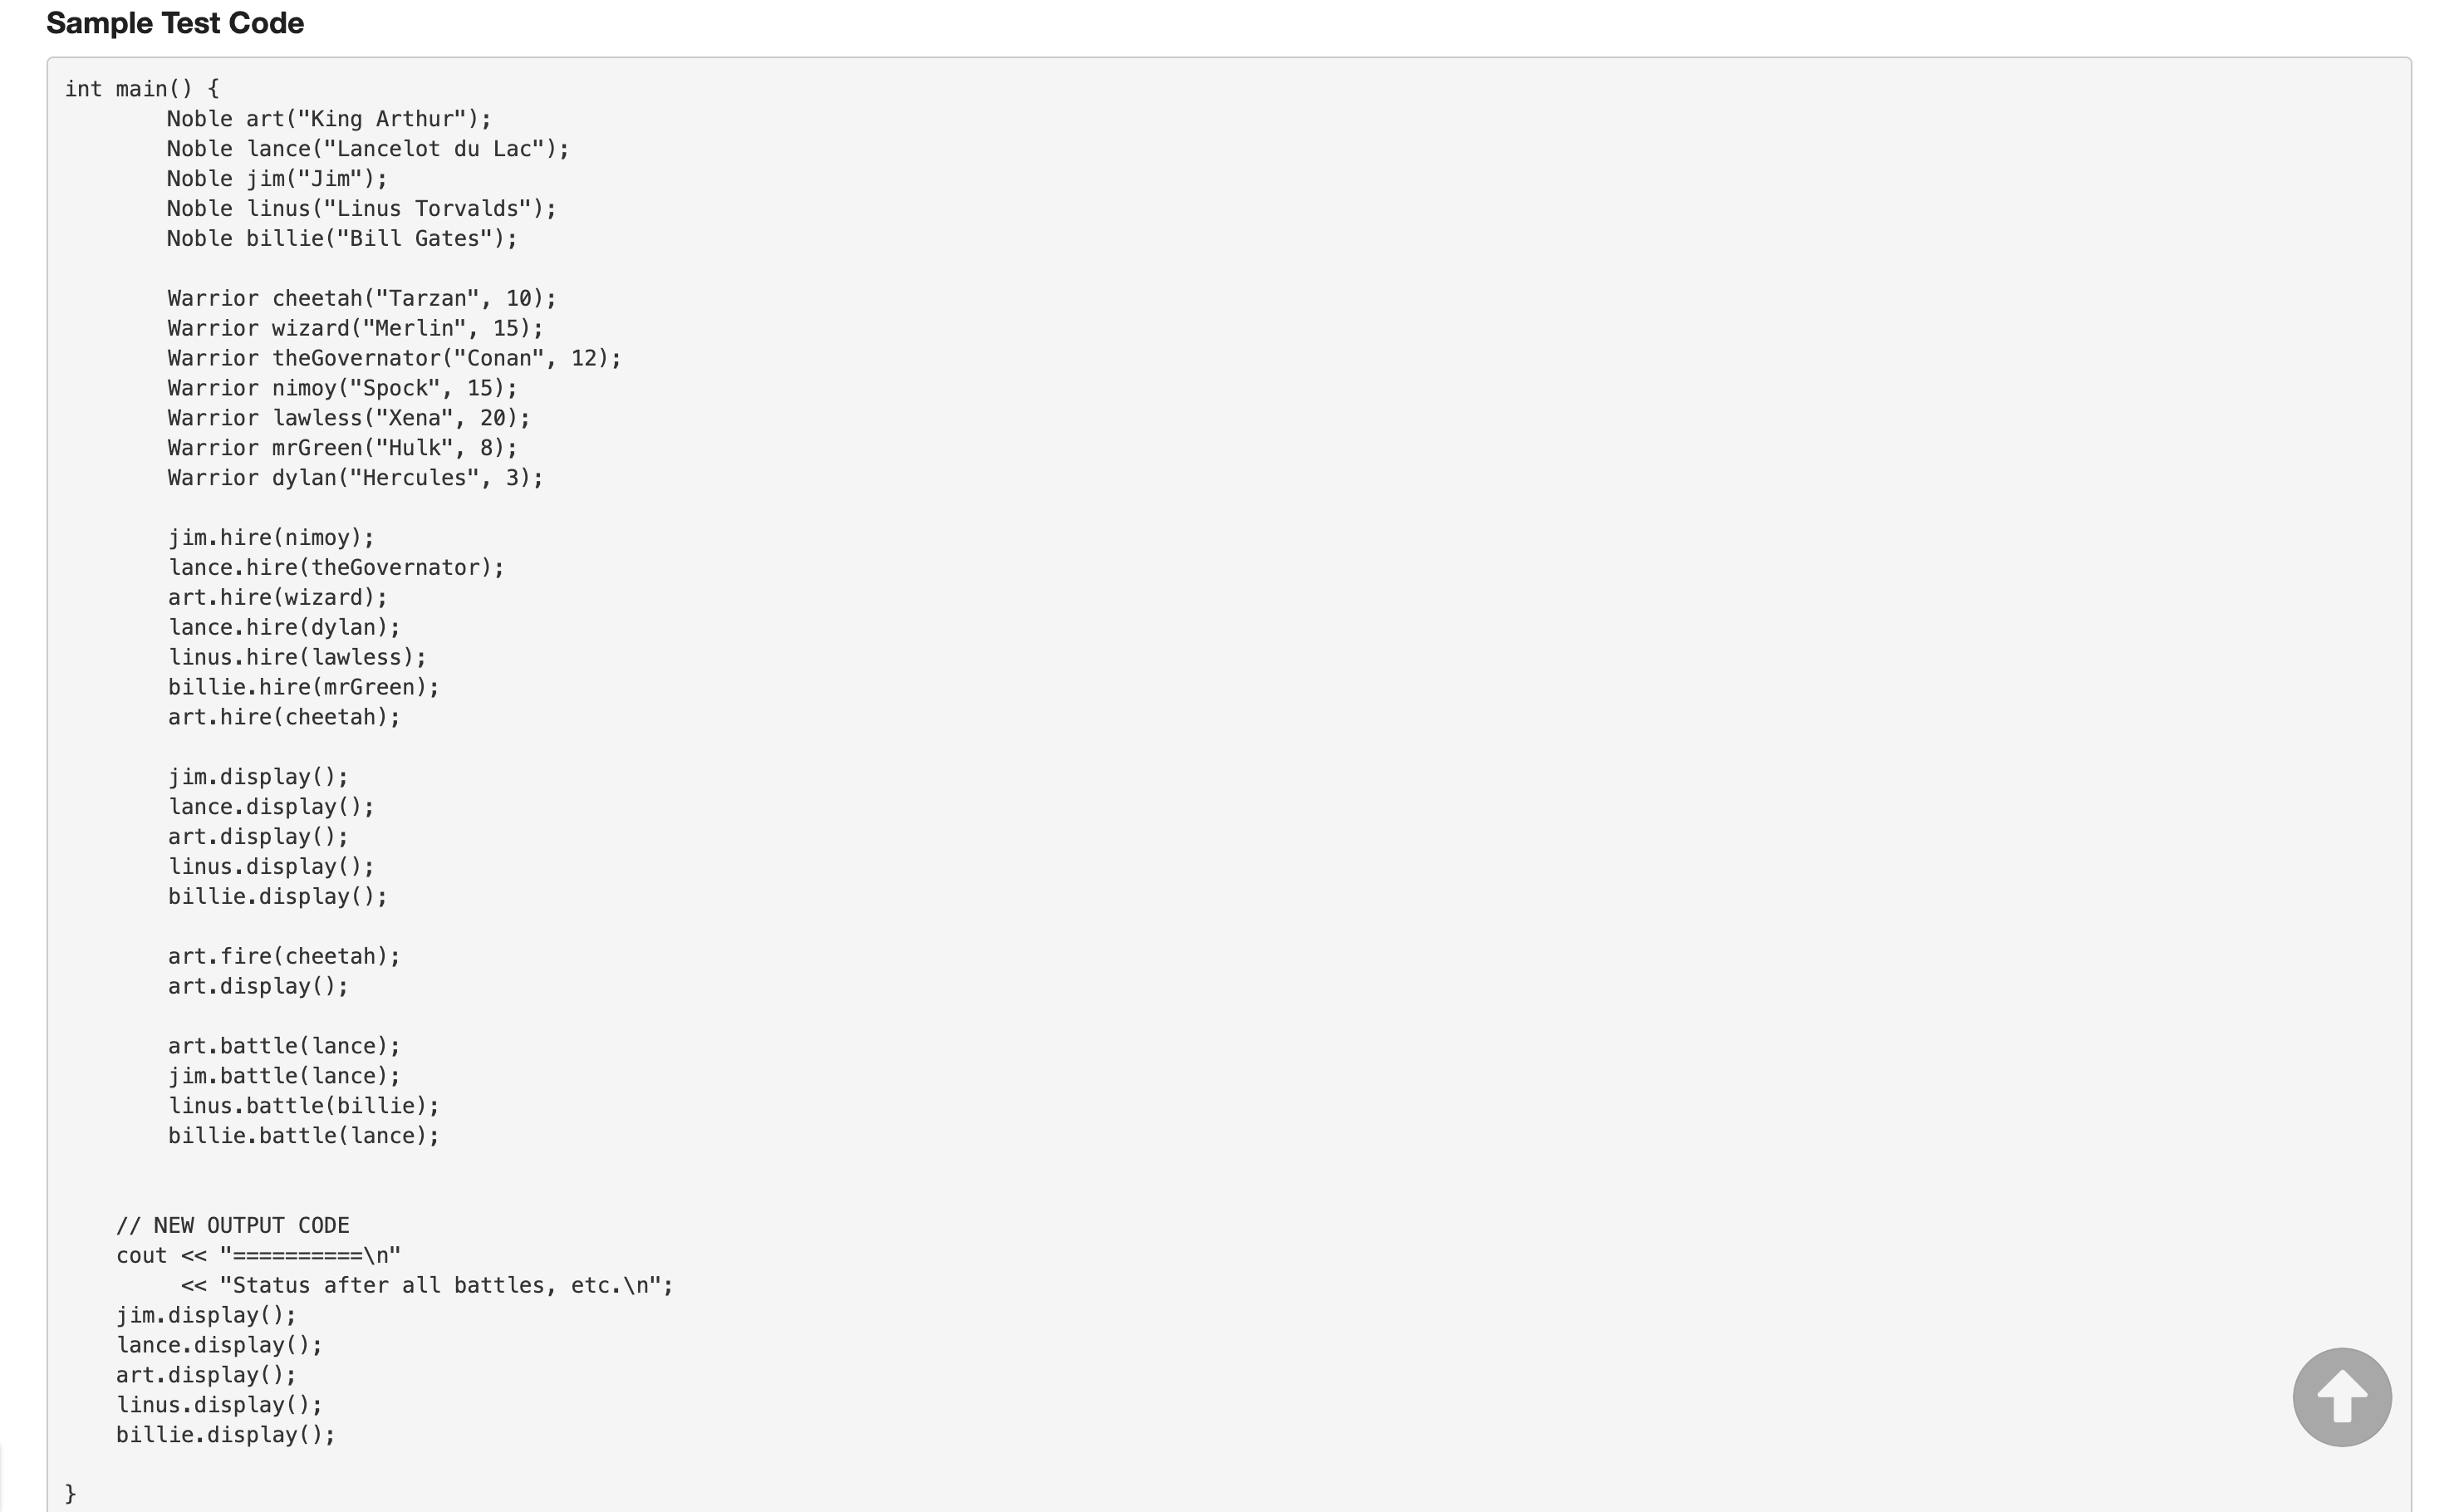 Sample Test Code
int main() {
        Noble art("King Arthur");
        Noble lance("Lancelot du Lac");
        Noble jim("Jim");
        Noble linus("Linus Torvalds");
        Noble billie("Bill Gates");

        Warrior cheetah("Tarzan", 10);
        Warrior wizard("Merlin", 15);
        Warrior theGovernator("Conan", 12);
        Warrior nimoy("Spock", 15);
        Warrior lawless("Xena", 20);
        Warrior mrGreen("Hulk", 8);
        Warrior dylan("Hercules", 3);

        jim.hire(nimoy);
        lance.hire(theGovernator);
        art.hire(wizard);
        lance.hire(dylan);
        linus.hire(lawless);
        billie.hire(mrGreen);
        art.hire(cheetah);

        jim.display();
        lance.display();
        art.display();
        linus.display();
        billie.display();

        art.fire(cheetah);
        art.display();

        art.battle(lance);
        jim.battle(lance);
        linus.battle(billie);
        billie.battle(lance);


    // NEW OUTPUT CODE
    cout << "==========\n"
         << "Status after all battles, etc.\n";
    jim.display();
    lance.display();
    art.display();
    linus.display();
    billie.display();

}